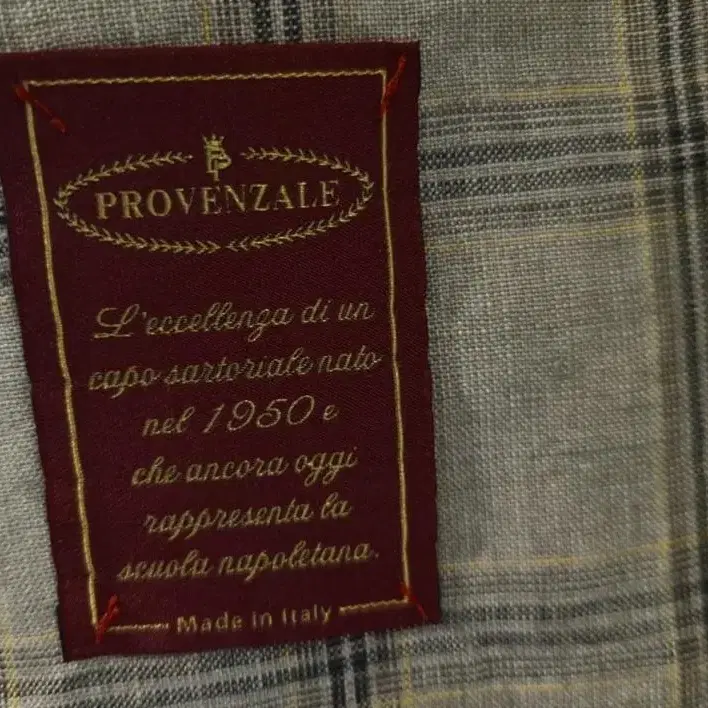 P
PROVENZALE
L'eccellenza di un
capo sartoriale nato
nel 1950 e
che ancora oggi
rappresenta la
scuola napoletana.
Made in Italy